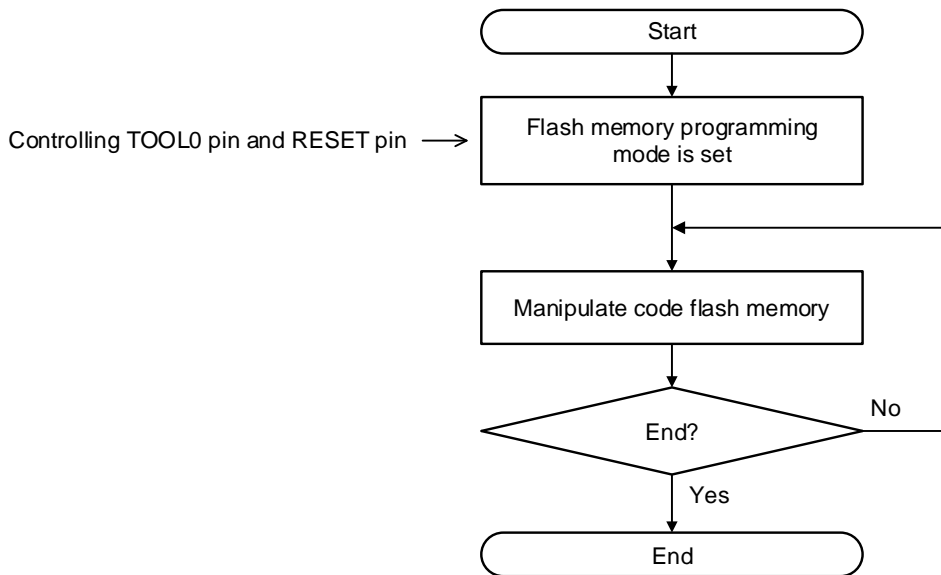 Start
Controlling TOOL0 pin and RESET pin
Flash memory programming
mode is set
Manipulate code flash memory
End?
No
Yes
End